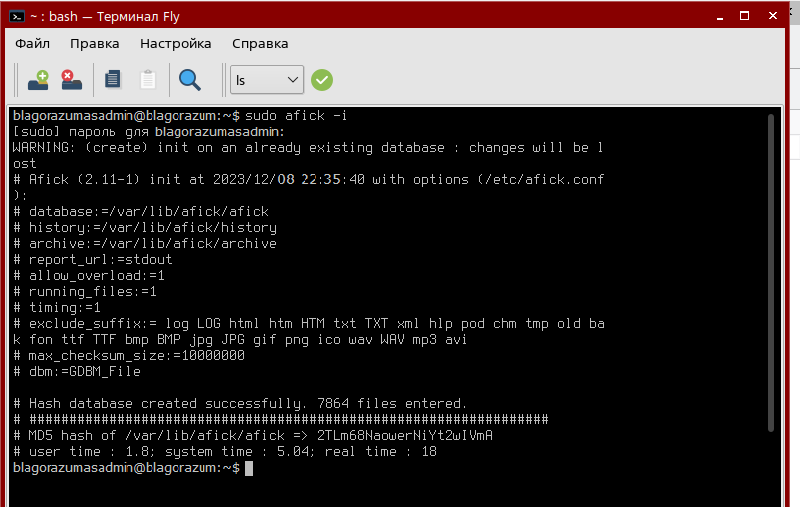 ~ : bash — Терминал Fly
Файл Правка Настройка Справка
ls
blagorazumasadmin@blagorazum:~$ sudo afick -i
[sudo] пароль для blagorazumasadmin:
WARNING: (create) init on an already existing database : changes will be l
ost
# Afick (2.11-1) init at 2023/12/08 22:35:40 with options (/etc/afick.conf
):
# database:=/var/lib/afick/afick
# history:=/var/lib/afick/history
# archive:=/var/lib/afick/archive
# report_url:=stdout
# allow_overload:=1
# running_files:=1
# timing:=1
# exclude_suffix:= log LOG html htm HTM txt TXT xml hlp pod chm tmp old ba
k fon ttf TTF bmp BMP jpg JPG gif png ico wav WAV mp3 avi
# max_checksum_size:=10000000
# dbm:=GDBM_File
# Hash database created successfully. 7864 files entered.
# #################################################################
# MD5 hash of /var/lib/afick/afick => 2TLm68NaowerNiYt2wIVmA
# user time : 1.8; system time : 5.04; real time : 18
blagorazumasadmin@blagorazum:~$